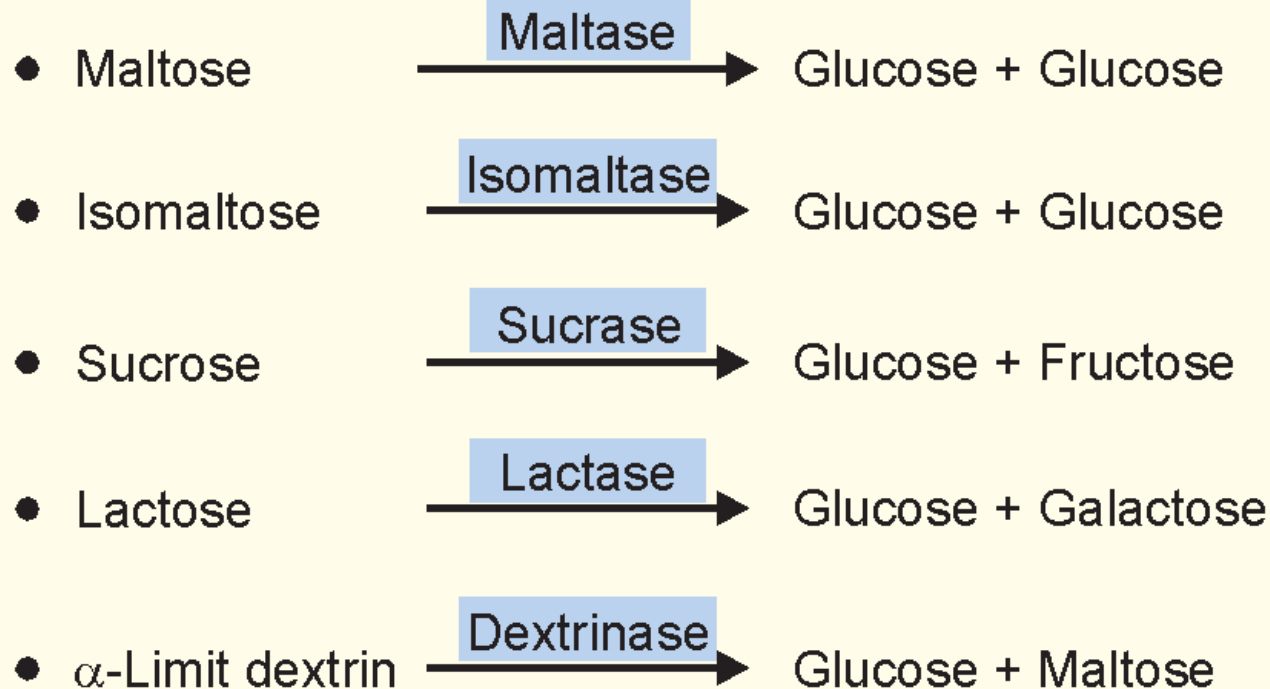 Maltase
• Maltose Glucose + Glucose
Isomaltase
• Isomaltose Glucose + Glucose
Sucrase
• Sucrose Glucose + Fructose
Lactase
• Lactose Glucose + Galactose
Dextrinase
• α-Limit dextrin Glucose + Maltose